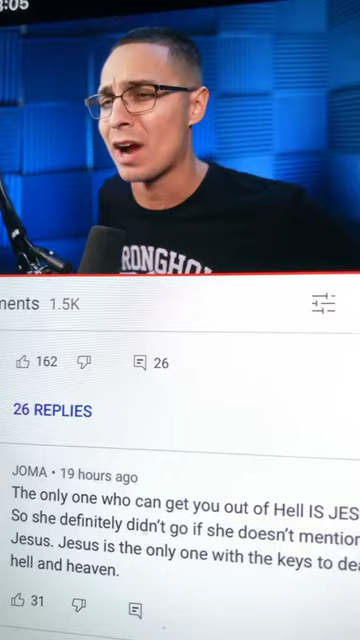 3:05
RONGHO
ments 1.5K
162 26
26 REPLIES
JOMA • 19 hours ago
The only one who can get you out of Hell IS JES
So she definitely didn't go if she doesn't mention
Jesus. Jesus is the only one with the keys to dea
hell and heaven.
31